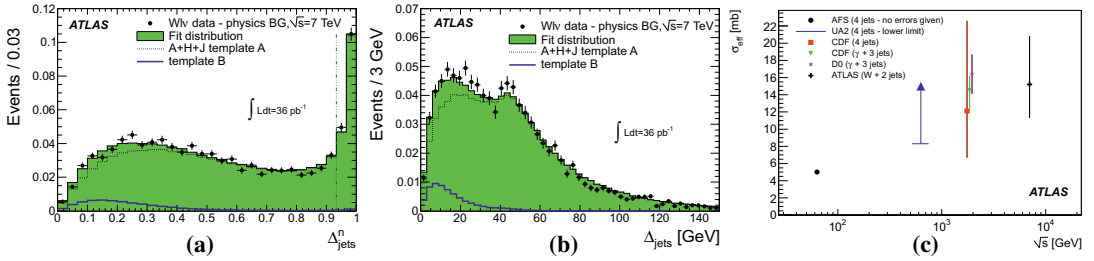 ATLAS
Wlν data - physics BG,√s=7 TeV
Fit distribution
A+H+J template A
template B
∫ Ldt=36 pb⁻¹
Events / 0.03
0.12
0.1
0.08
0.06
0.04
0.02
0
0 0.1 0.2 0.3 0.4 0.5 0.6 0.7 0.8 0.9 1
Δⁿjets
(a)
ATLAS
Wlν data - physics BG,√s=7 TeV
Fit distribution
A+H+J template A
template B
∫ Ldt=36 pb⁻¹
Events / 3 GeV
0.07
0.06
0.05
0.04
0.03
0.02
0.01
0
0 20 40 60 80 100 120 140
Δjets [GeV]
(b)
σeff [mb]
AFS (4 jets - no errors given)
UA2 (4 jets - lower limit)
CDF (4 jets)
CDF (γ + 3 jets)
D0 (γ + 3 jets)
ATLAS (W + 2 jets)
22
20
18
16
14
12
10
8
6
4
2
0
ATLAS
10² 10³ 10⁴
√s [GeV]
(c)